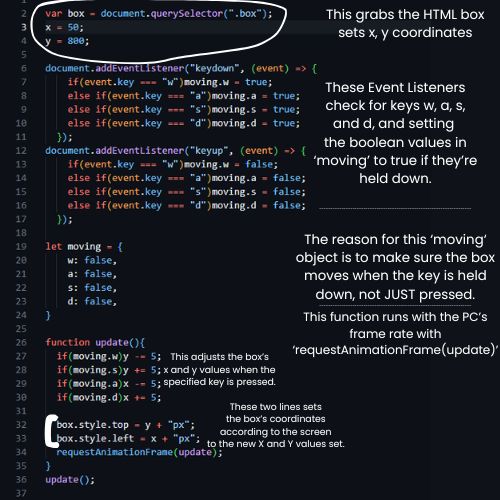 2 var box = document.querySelector(".box");
3 x = 50;
4 y = 800;
5
6 document.addEventListener("keydown", (event) => {
7 if(event.key === "w")moving.w = true;
8 else if(event.key === "a")moving.a = true;
9 else if(event.key === "s")moving.s = true;
10 else if(event.key === "d")moving.d = true;
11 });
12 document.addEventListener("keyup", (event) => {
13 if(event.key === "w")moving.w = false;
14 else if(event.key === "a")moving.a = false;
15 else if(event.key === "s")moving.s = false;
16 else if(event.key === "d")moving.d = false;
17 });
18
19 let moving = {
20 w: false,
21 a: false,
22 s: false,
23 d: false,
24 }
25
26 function update(){
27 if(moving.w)y -= 5;
28 if(moving.s)y += 5;
29 if(moving.a)x -= 5;
30 if(moving.d)x += 5;
31
32 box.style.top = y + "px";
33 box.style.left = x + "px";
34 requestAnimationFrame(update);
35 }
36 update();
37
This grabs the HTML box
sets x, y coordinates
These Event Listeners
check for keys w, a, s,
and d, and setting
the boolean values in
‘moving’ to true if they’re
held down.
The reason for this ‘moving’
object is to make sure the box
moves when the key is held
down, not JUST pressed.
This function runs with the PC’s
frame rate with
‘requestAnimationFrame(update)’
This adjusts the box’s
x and y values when the
specified key is pressed.
These two lines sets
the box’s coordinates
according to the screen
to the new X and Y values set.